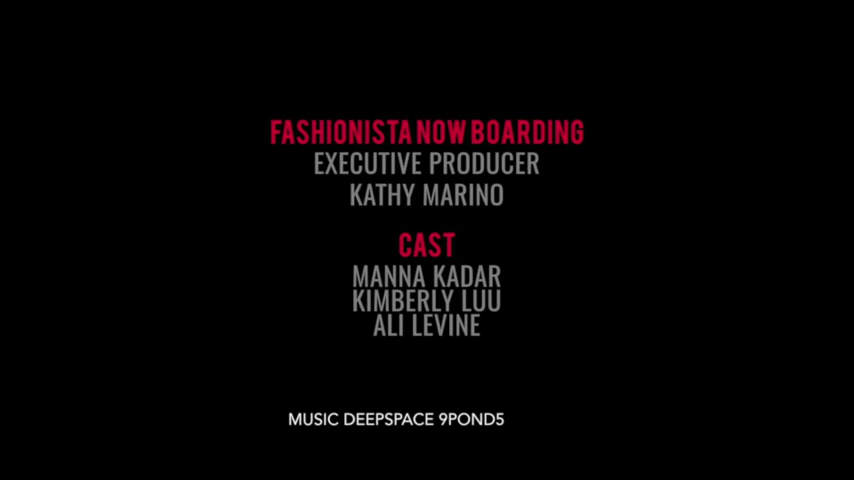 FASHIONISTA NOW BOARDING
EXECUTIVE PRODUCER
KATHY MARINO
CAST
MANNA KADAR
KIMBERLY LUU
ALI LEVINE
MUSIC DEEPSPACE 9POND5